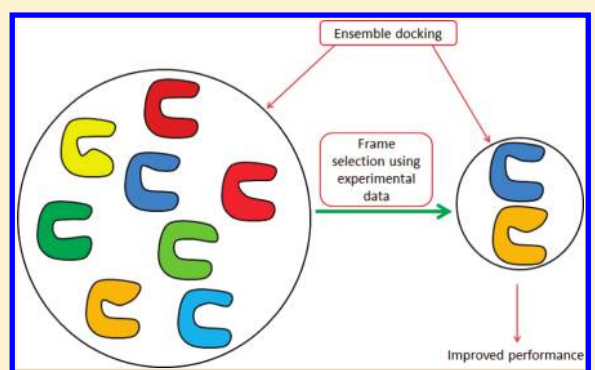 Ensemble docking
Frame
selection using
experimental
data
Improved performance